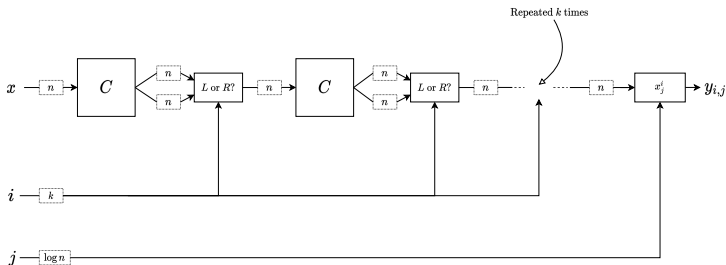 Repeated k times
x n C n n L or R? n C n n L or R? n n x_j^i y_{i,j}
i k
j log n